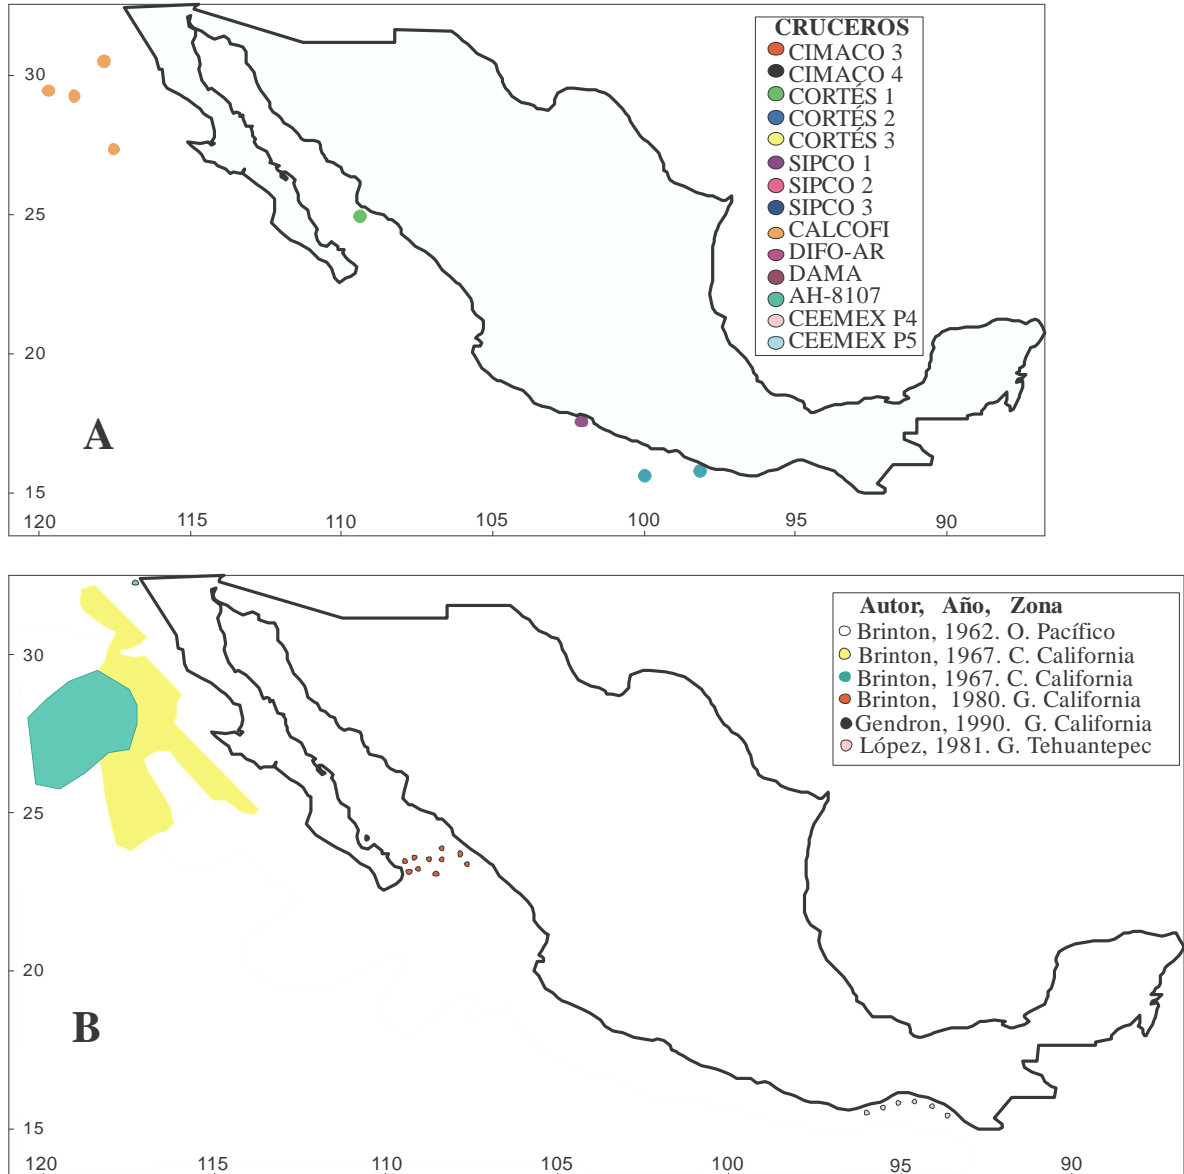 CRUCEROS
CIMACO 3
CIMACO 4
CORTÉS 1
CORTÉS 2
CORTÉS 3
SIPCO 1
SIPCO 2
SIPCO 3
CALCOFI
DIFO-AR
DAMA
AH-8107
CEEMEX P4
CEEMEX P5
30
25
20
15
A
120 115 110 105 100 95 90
Autor, Año, Zona
Brinton, 1962. O. Pacífico
Brinton, 1967. C. California
Brinton, 1967. C. California
Brinton, 1980. G. California
Gendron, 1990. G. California
López, 1981. G. Tehuantepec
30
25
20
15
B
120 115 110 105 100 95 90